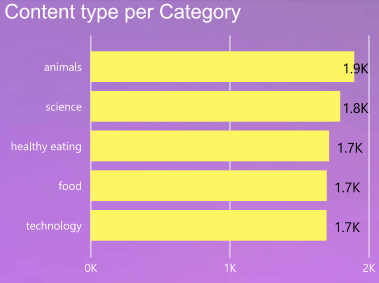 Content type per Category
animals 1.9K
science 1.8K
healthy eating 1.7K
food 1.7K
technology 1.7K
0K 1K 2K